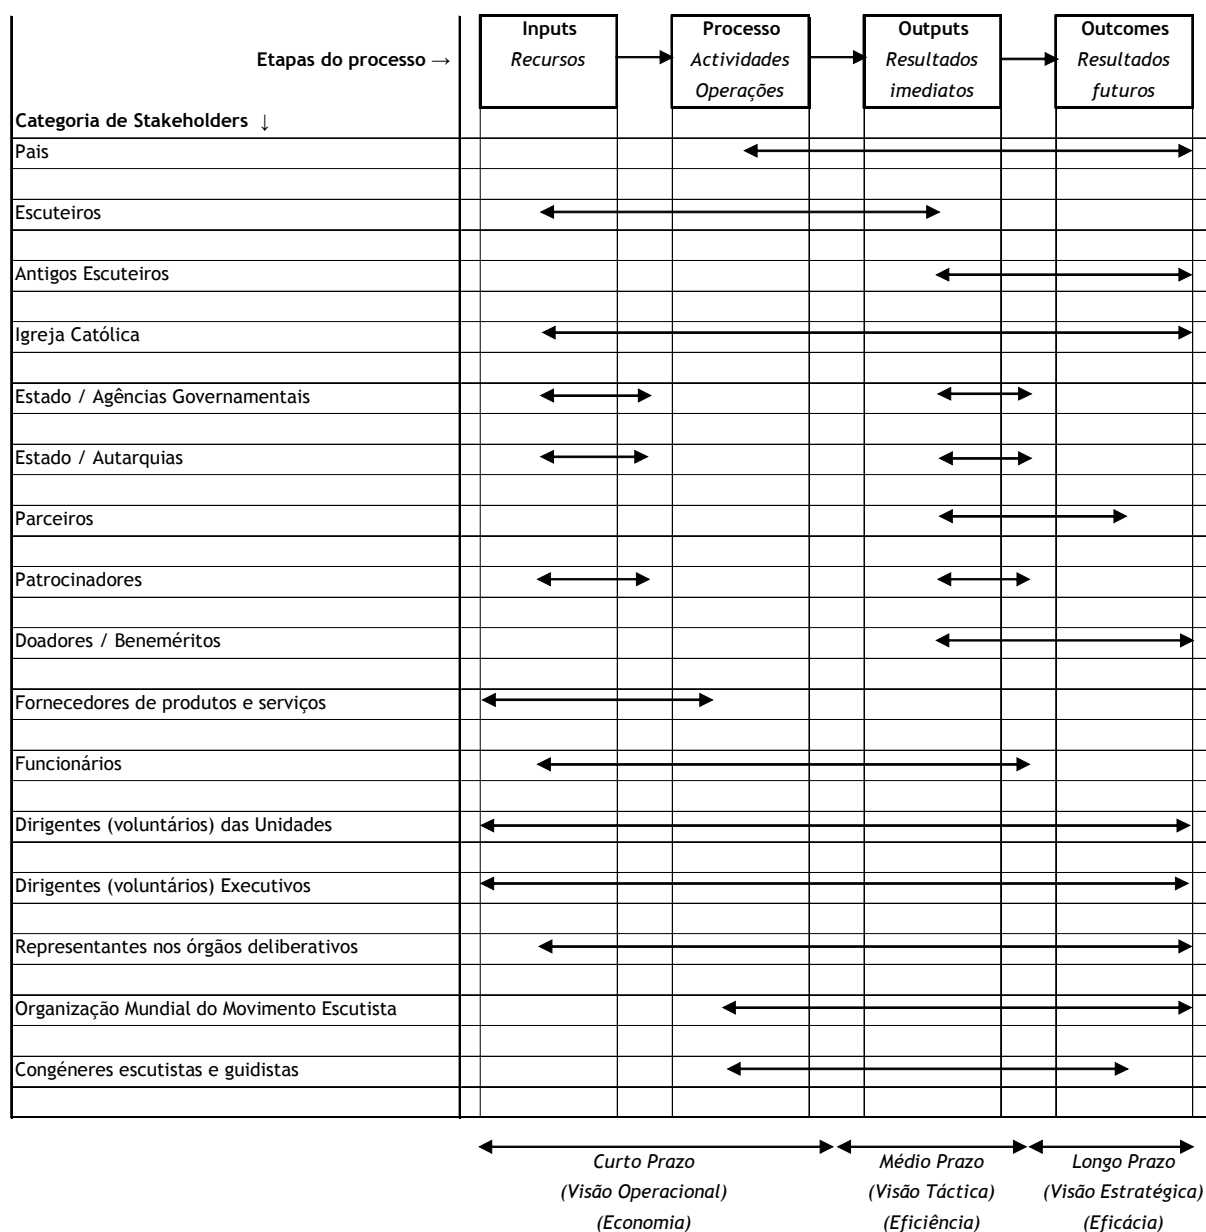 Inputs Processo Outputs Outcomes
Etapas do processo → Recursos Actividades Resultados Resultados
Operações imediatos futuros
Categoria de Stakeholders ↓
Pais
Escuteiros
Antigos Escuteiros
Igreja Católica
Estado / Agências Governamentais
Estado / Autarquias
Parceiros
Patrocinadores
Doadores / Beneméritos
Fornecedores de produtos e serviços
Funcionários
Dirigentes (voluntários) das Unidades
Dirigentes (voluntários) Executivos
Representantes nos órgãos deliberativos
Organização Mundial do Movimento Escutista
Congéneres escutistas e guidistas
Curto Prazo Médio Prazo Longo Prazo
(Visão Operacional) (Visão Táctica) (Visão Estratégica)
(Economia) (Eficiência) (Eficácia)